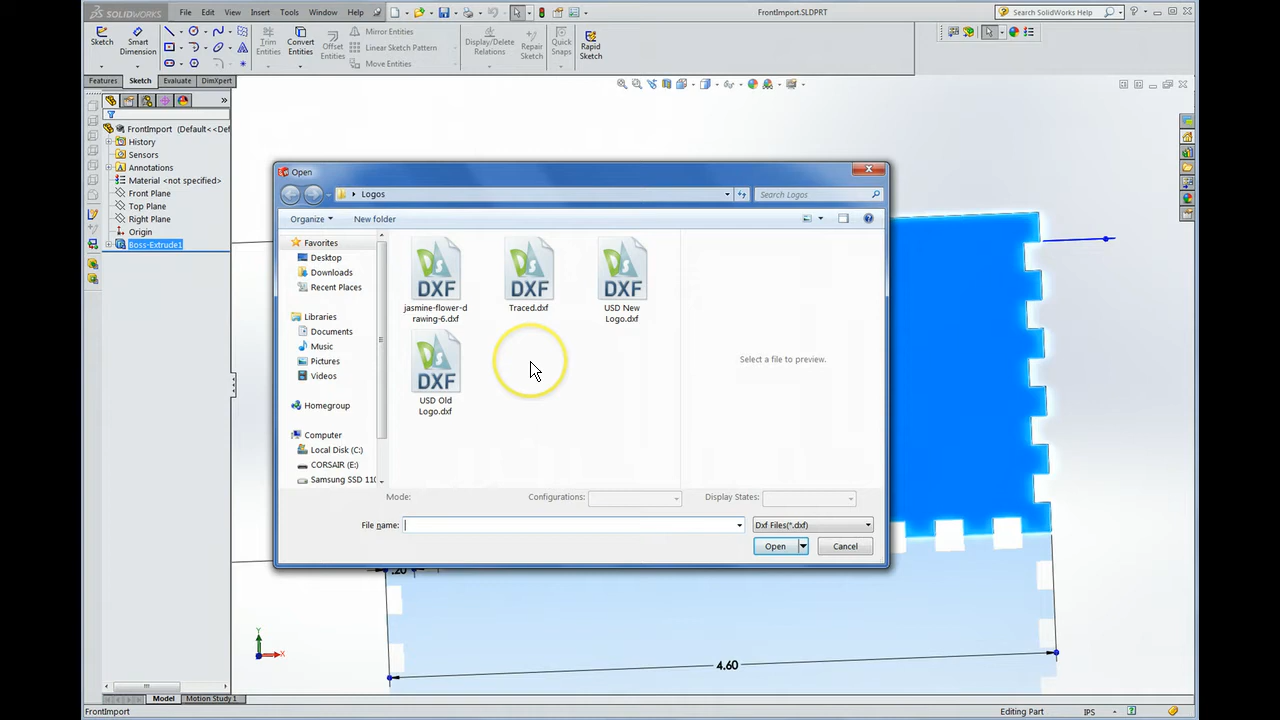 SOLIDWORKS File Edit View Insert Tools Window Help FrontImport.SLDPRT Search SolidWorks Help
Sketch Smart Dimension Trim Entities Convert Entities Offset Entities Mirror Entities Linear Sketch Pattern Move Entities Display/Delete Relations Repair Sketch Quick Snaps Rapid Sketch
Features Sketch Evaluate DimXpert
FrontImport (Default<<Def
History
Sensors
Annotations
Material <not specified>
Front Plane
Top Plane
Right Plane
Origin
Boss-Extrude1
Open
Logos Search Logos
Organize New folder
Favorites
Desktop
Downloads
Recent Places
Libraries
Documents
Music
Pictures
Videos
Homegroup
Computer
Local Disk (C:)
CORSAIR (E:)
Samsung SSD 110
DXF DXF DXF
jasmine-flower-d
rawing-6.dxf
Traced.dxf
USD New
Logo.dxf
DXF
USD Old
Logo.dxf
Select a file to preview.
Mode: Configurations: Display States:
File name: Dxf Files(*.dxf)
Open Cancel
.20
4.60
Y
X
Model Motion Study 1
FrontImport Editing Part IPS